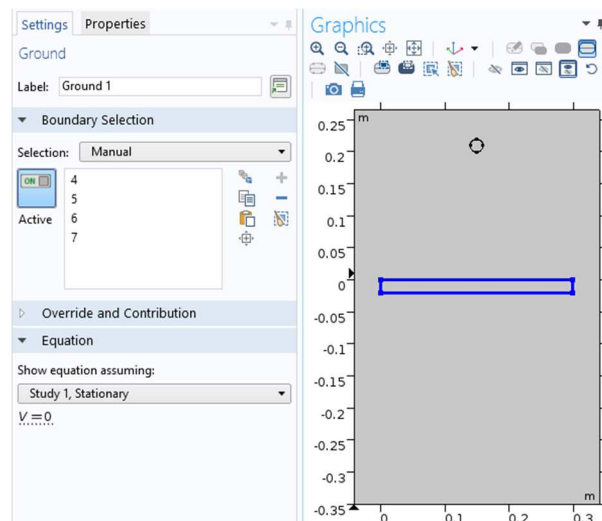 Settings Properties
Ground
Label: Ground 1
Boundary Selection
Selection: Manual
ON
Active
4
5
6
7
Override and Contribution
Equation
Show equation assuming:
Study 1, Stationary
V=0
Graphics
m
0.25
0.2
0.15
0.1
0.05
0
-0.05
-0.1
-0.15
-0.2
-0.25
-0.3
-0.35
m
0 0.1 0.2 0.3